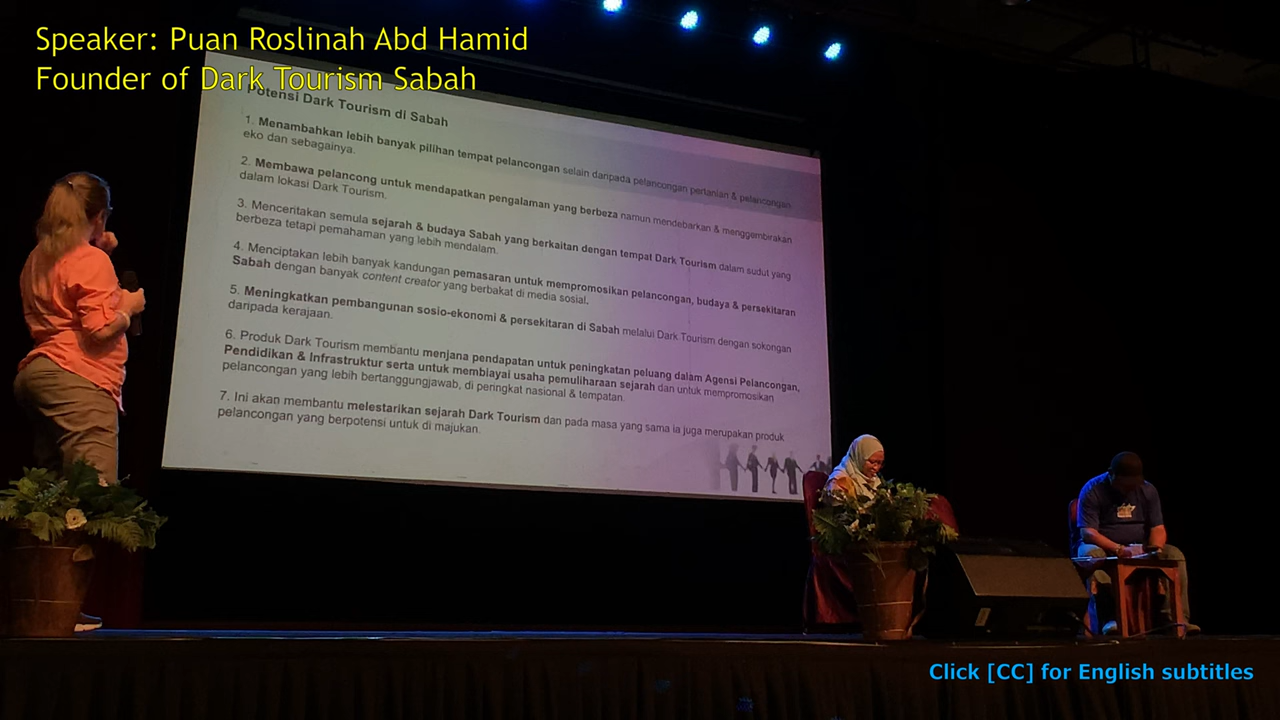 Speaker: Puan Roslinah Abd Hamid
Founder of Dark Tourism Sabah
Potensi Dark Tourism di Sabah
1. Menambahkan lebih banyak pilihan tempat pelancongan selain daripada pelancongan pertanian & pelancongan
eko dan sebagainya.
2. Membawa pelancong untuk mendapatkan pengalaman yang berbeza namun mendebarkan & menggembirakan
dalam lokasi Dark Tourism.
3. Menceritakan semula sejarah & budaya Sabah yang berkaitan dengan tempat Dark Tourism dalam sudut yang
berbeza tetapi pemahaman yang lebih mendalam.
4. Menciptakan lebih banyak kandungan pemasaran untuk mempromosikan pelancongan, budaya & persekitaran
Sabah dengan banyak content creator yang berbakat di media sosial.
5. Meningkatkan pembangunan sosio-ekonomi & persekitaran di Sabah melalui Dark Tourism dengan sokongan
daripada kerajaan.
6. Produk Dark Tourism membantu menjana pendapatan untuk peningkatan peluang dalam Agensi Pelancongan,
Pendidikan & Infrastruktur serta untuk membiayai usaha pemuliharaan sejarah dan untuk mempromosikan
pelancongan yang lebih bertanggungjawab, di peringkat nasional & tempatan.
7. Ini akan membantu melestarikan sejarah Dark Tourism dan pada masa yang sama ia juga merupakan produk
pelancongan yang berpotensi untuk di majukan.
Click [CC] for English subtitles